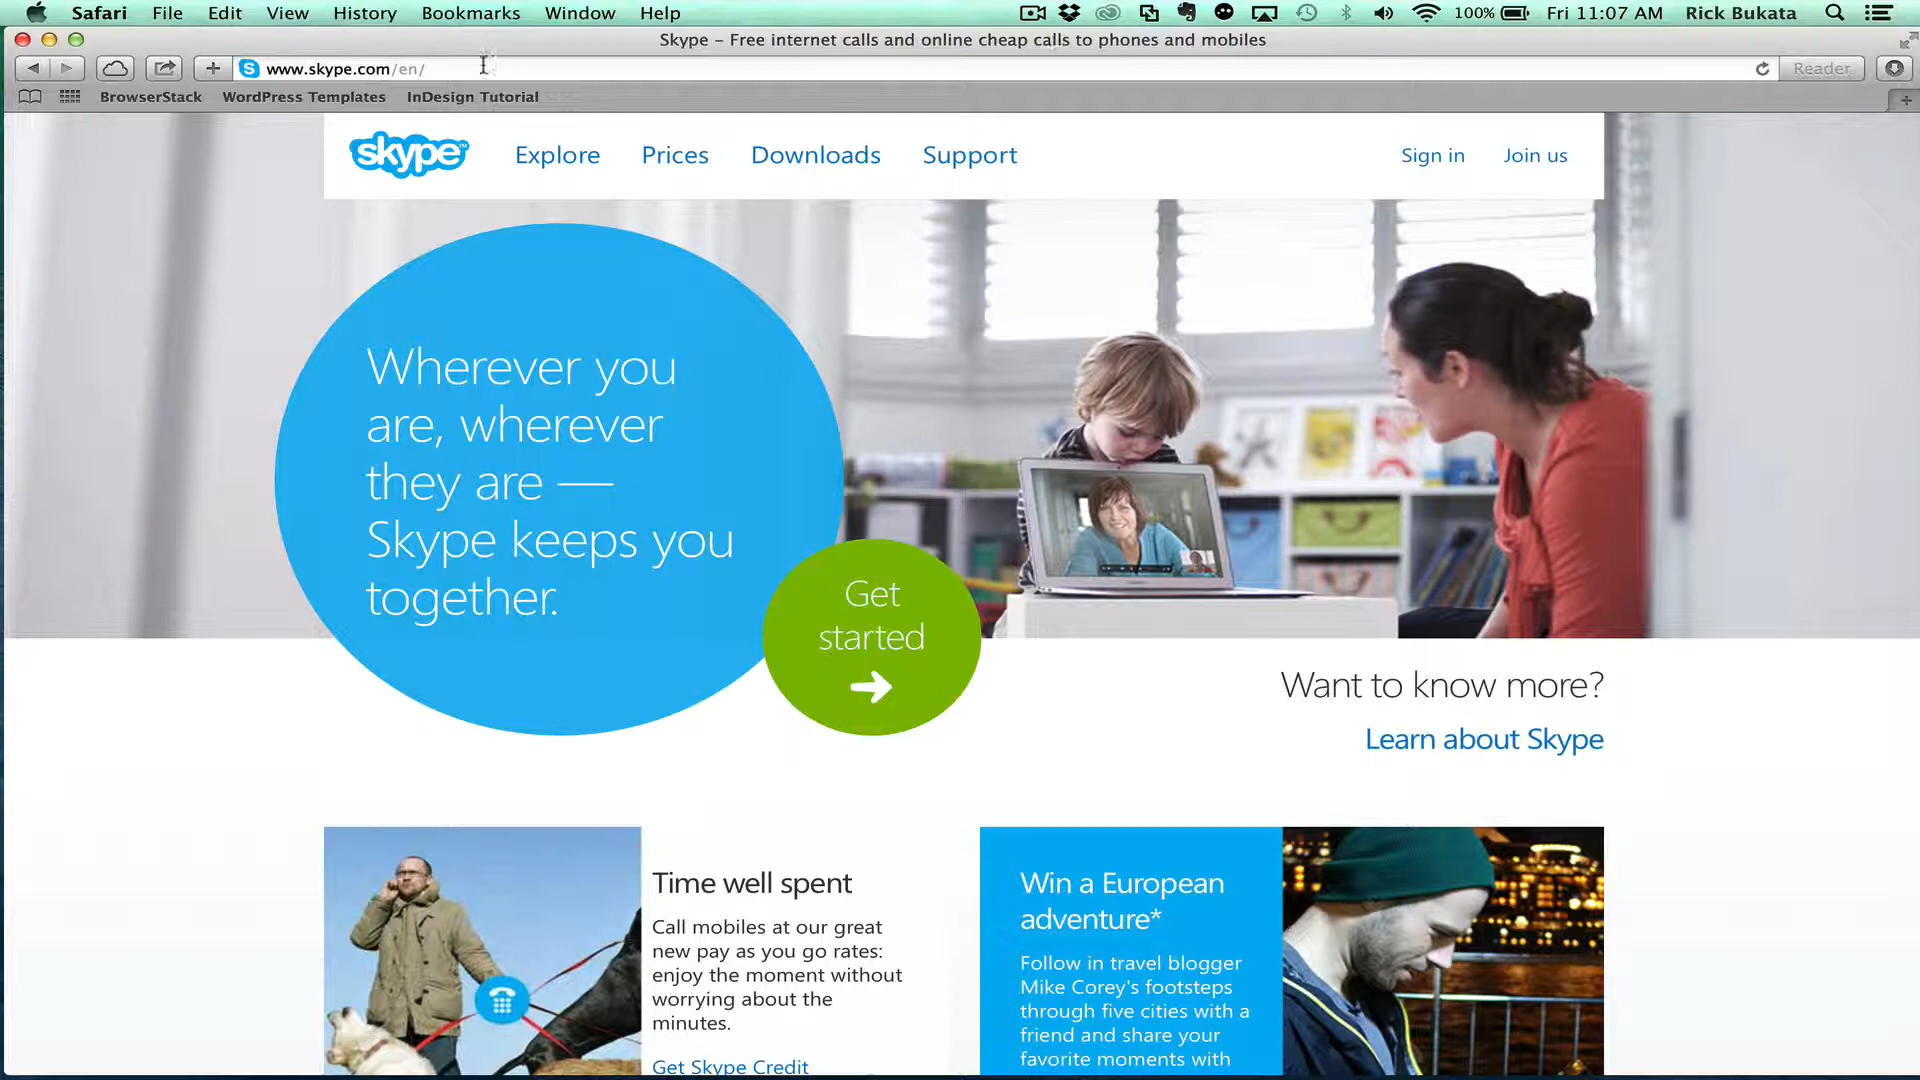 Safari File Edit View History Bookmarks Window Help 100% Fri 11:07 AM Rick Bukata
Skype – Free internet calls and online cheap calls to phones and mobiles
www.skype.com/en/ Reader
BrowserStack WordPress Templates InDesign Tutorial
skype™ Explore Prices Downloads Support Sign in Join us
Wherever you
are, wherever
they are —
Skype keeps you
together.
Get
started
Want to know more?
Learn about Skype
Time well spent
Call mobiles at our great
new pay as you go rates:
enjoy the moment without
worrying about the
minutes.
Get Skype Credit
Win a European
adventure*
Follow in travel blogger
Mike Corey's footsteps
through five cities with a
friend and share your
favorite moments with